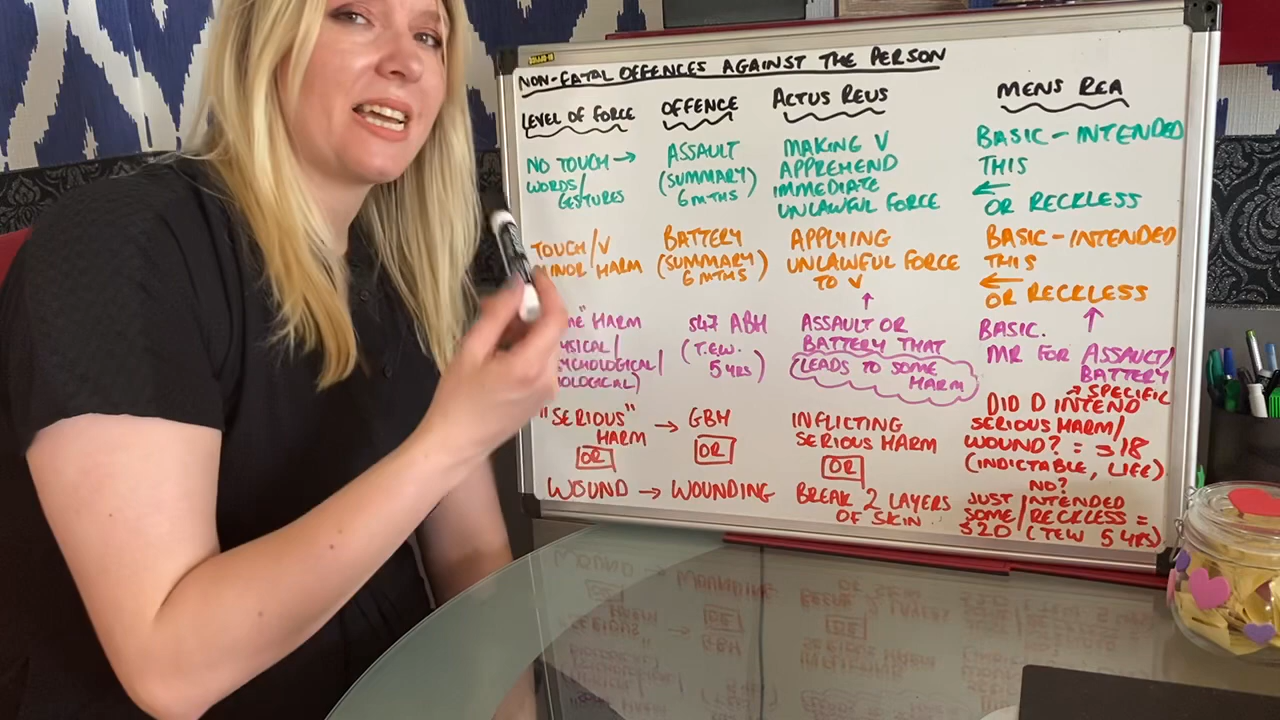 NON-FATAL OFFENCES AGAINST THE PERSON
LEVEL OF FORCE
OFFENCE
ACTUS REUS
MENS REA
NO TOUCH →
WORDS/
GESTURES
ASSAULT
(SUMMARY)
6 MTHS
MAKING V
APPREHEND
IMMEDIATE
UNLAWFUL FORCE
BASIC - INTENDED
THIS
←
OR RECKLESS
TOUCH/V
MINOR HARM
BATTERY
(SUMMARY)
6 MTHS
APPLYING
UNLAWFUL FORCE
TO V
BASIC - INTENDED
THIS
←
OR RECKLESS
HARM
S47 ABH
(T.E.W.
5 YRS)
↑
ASSAULT OR
BATTERY THAT
(LEADS TO SOME
HARM)
BASIC. ↑
MR FOR ASSAULT/
BATTERY
"SERIOUS"
HARM
OR
WOUND
→ GBH
OR
→ WOUNDING
INFLICTING
SERIOUS HARM
OR
BREAK 2 LAYERS
OF SKIN
↗ SPECIFIC
DID D INTEND
SERIOUS HARM/
WOUND? = S18
(INDICTABLE, LIFE)
NO?
JUST INTENDED
SOME/RECKLESS =
S20 (TEW 5 YRS)